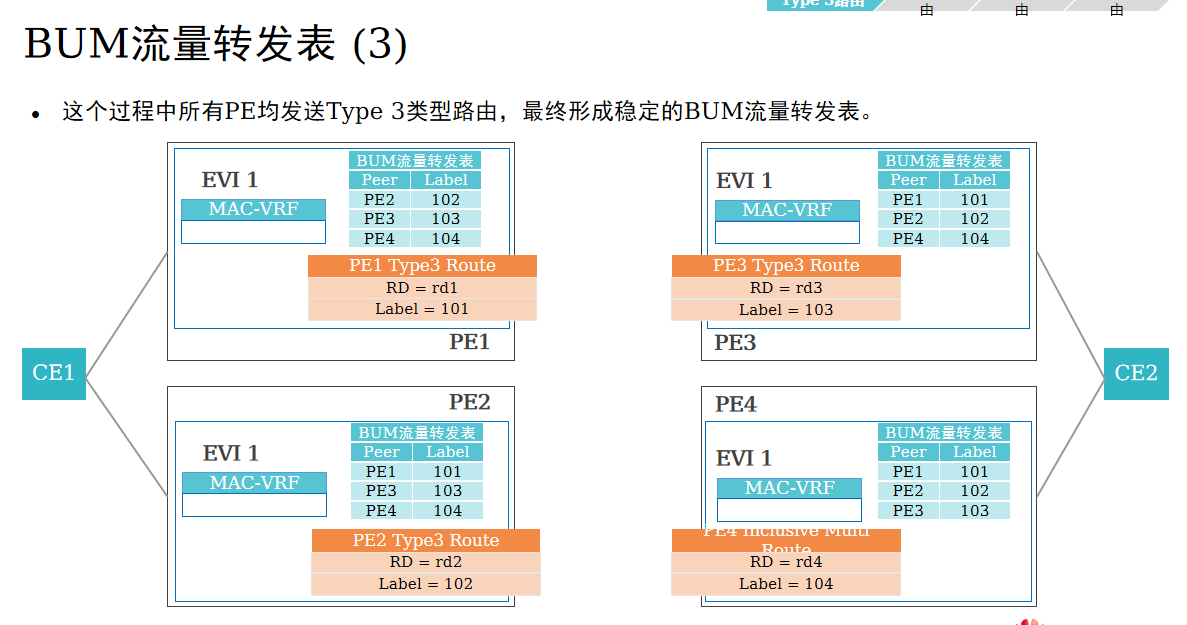 Type 3路由
由
由
由
BUM流量转发表 (3)
• 这个过程中所有PE均发送Type 3类型路由，最终形成稳定的BUM流量转发表。
EVI 1
MAC-VRF
BUM流量转发表
Peer Label
PE2 102
PE3 103
PE4 104
PE1 Type3 Route
RD = rd1
Label = 101
PE1
EVI 1
MAC-VRF
BUM流量转发表
Peer Label
PE1 101
PE2 102
PE4 104
PE3 Type3 Route
RD = rd3
Label = 103
PE3
CE1
CE2
PE2
EVI 1
MAC-VRF
BUM流量转发表
Peer Label
PE1 101
PE3 103
PE4 104
PE2 Type3 Route
RD = rd2
Label = 102
PE4
EVI 1
MAC-VRF
BUM流量转发表
Peer Label
PE1 101
PE2 102
PE3 103
PE4 Inclusive Multi
Route
RD = rd4
Label = 104